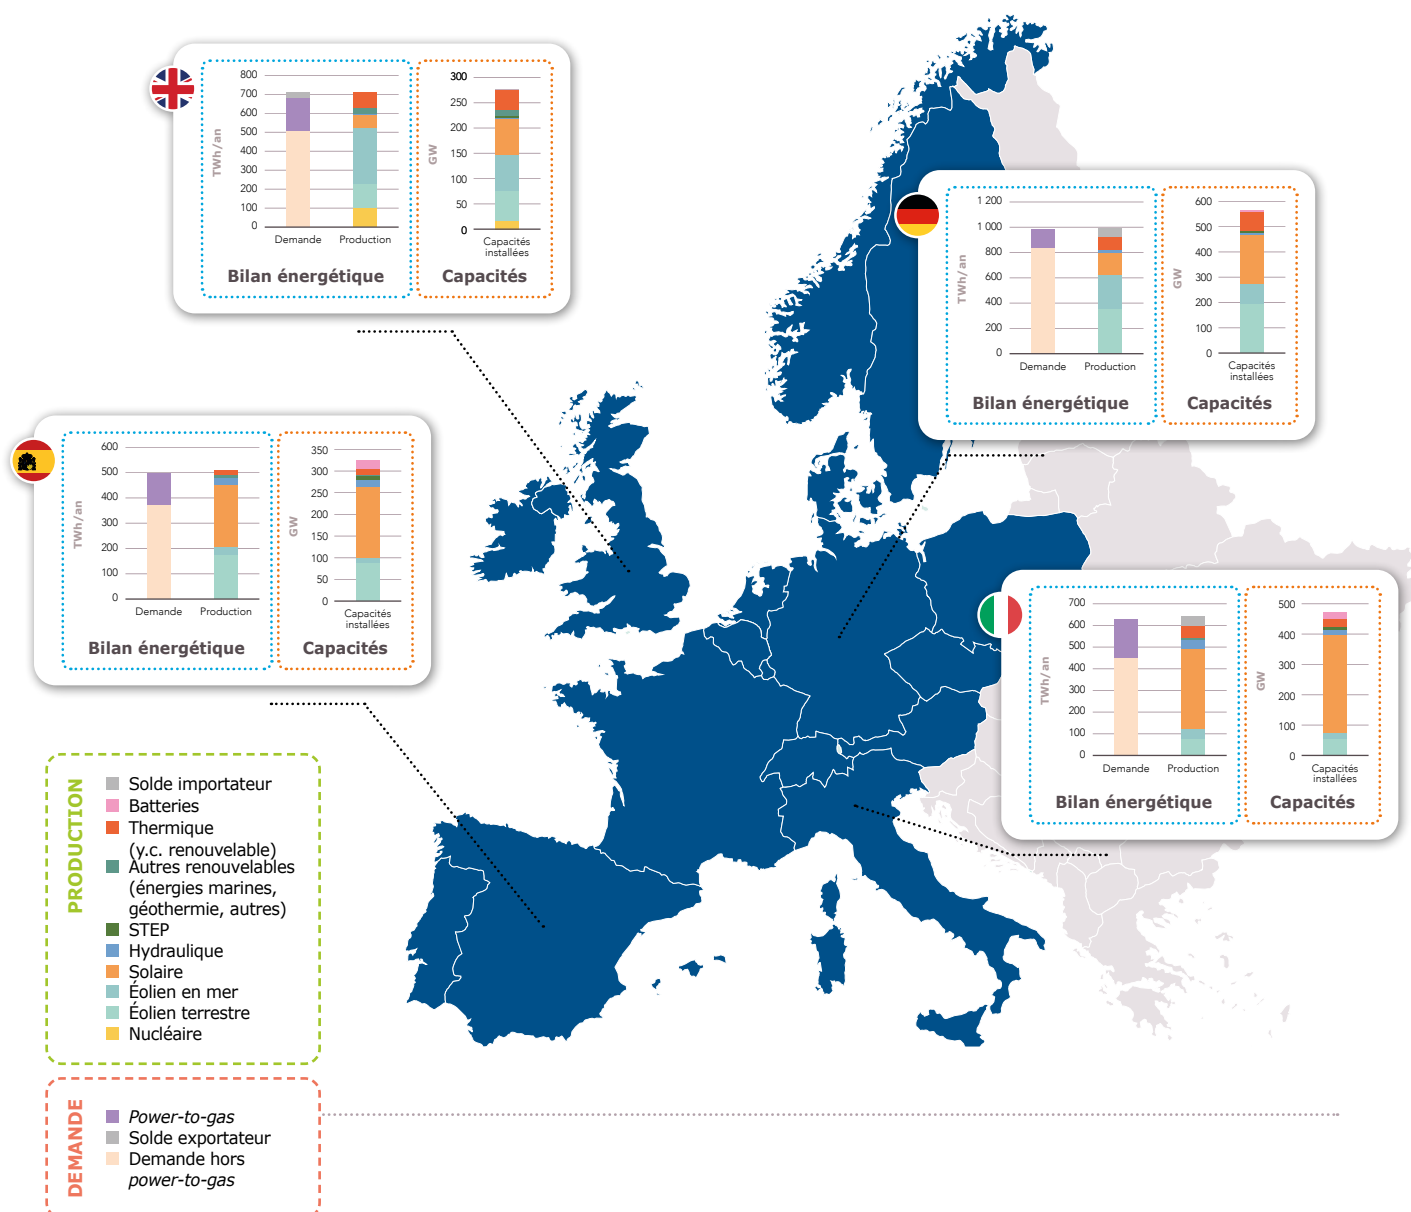 800
700
600
500
400
300
200
100
0
TWh/an
Demande
Production
Bilan énergétique
300
250
200
150
100
50
0
GW
Capacités
installées
Capacités
1 200
1 000
800
600
400
200
0
TWh/an
Demande
Production
Bilan énergétique
600
500
400
300
200
100
0
GW
Capacités
installées
Capacités
600
500
400
300
200
100
0
TWh/an
Demande
Production
Bilan énergétique
350
300
250
200
150
100
50
0
GW
Capacités
installées
Capacités
700
600
500
400
300
200
100
0
TWh/an
Demande
Production
Bilan énergétique
500
400
300
200
100
0
GW
Capacités
installées
Capacités
PRODUCTION
Solde importateur
Batteries
Thermique
(y.c. renouvelable)
Autres renouvelables
(énergies marines,
géothermie, autres)
STEP
Hydraulique
Solaire
Éolien en mer
Éolien terrestre
Nucléaire
DEMANDE
Power-to-gas
Solde exportateur
Demande hors
power-to-gas